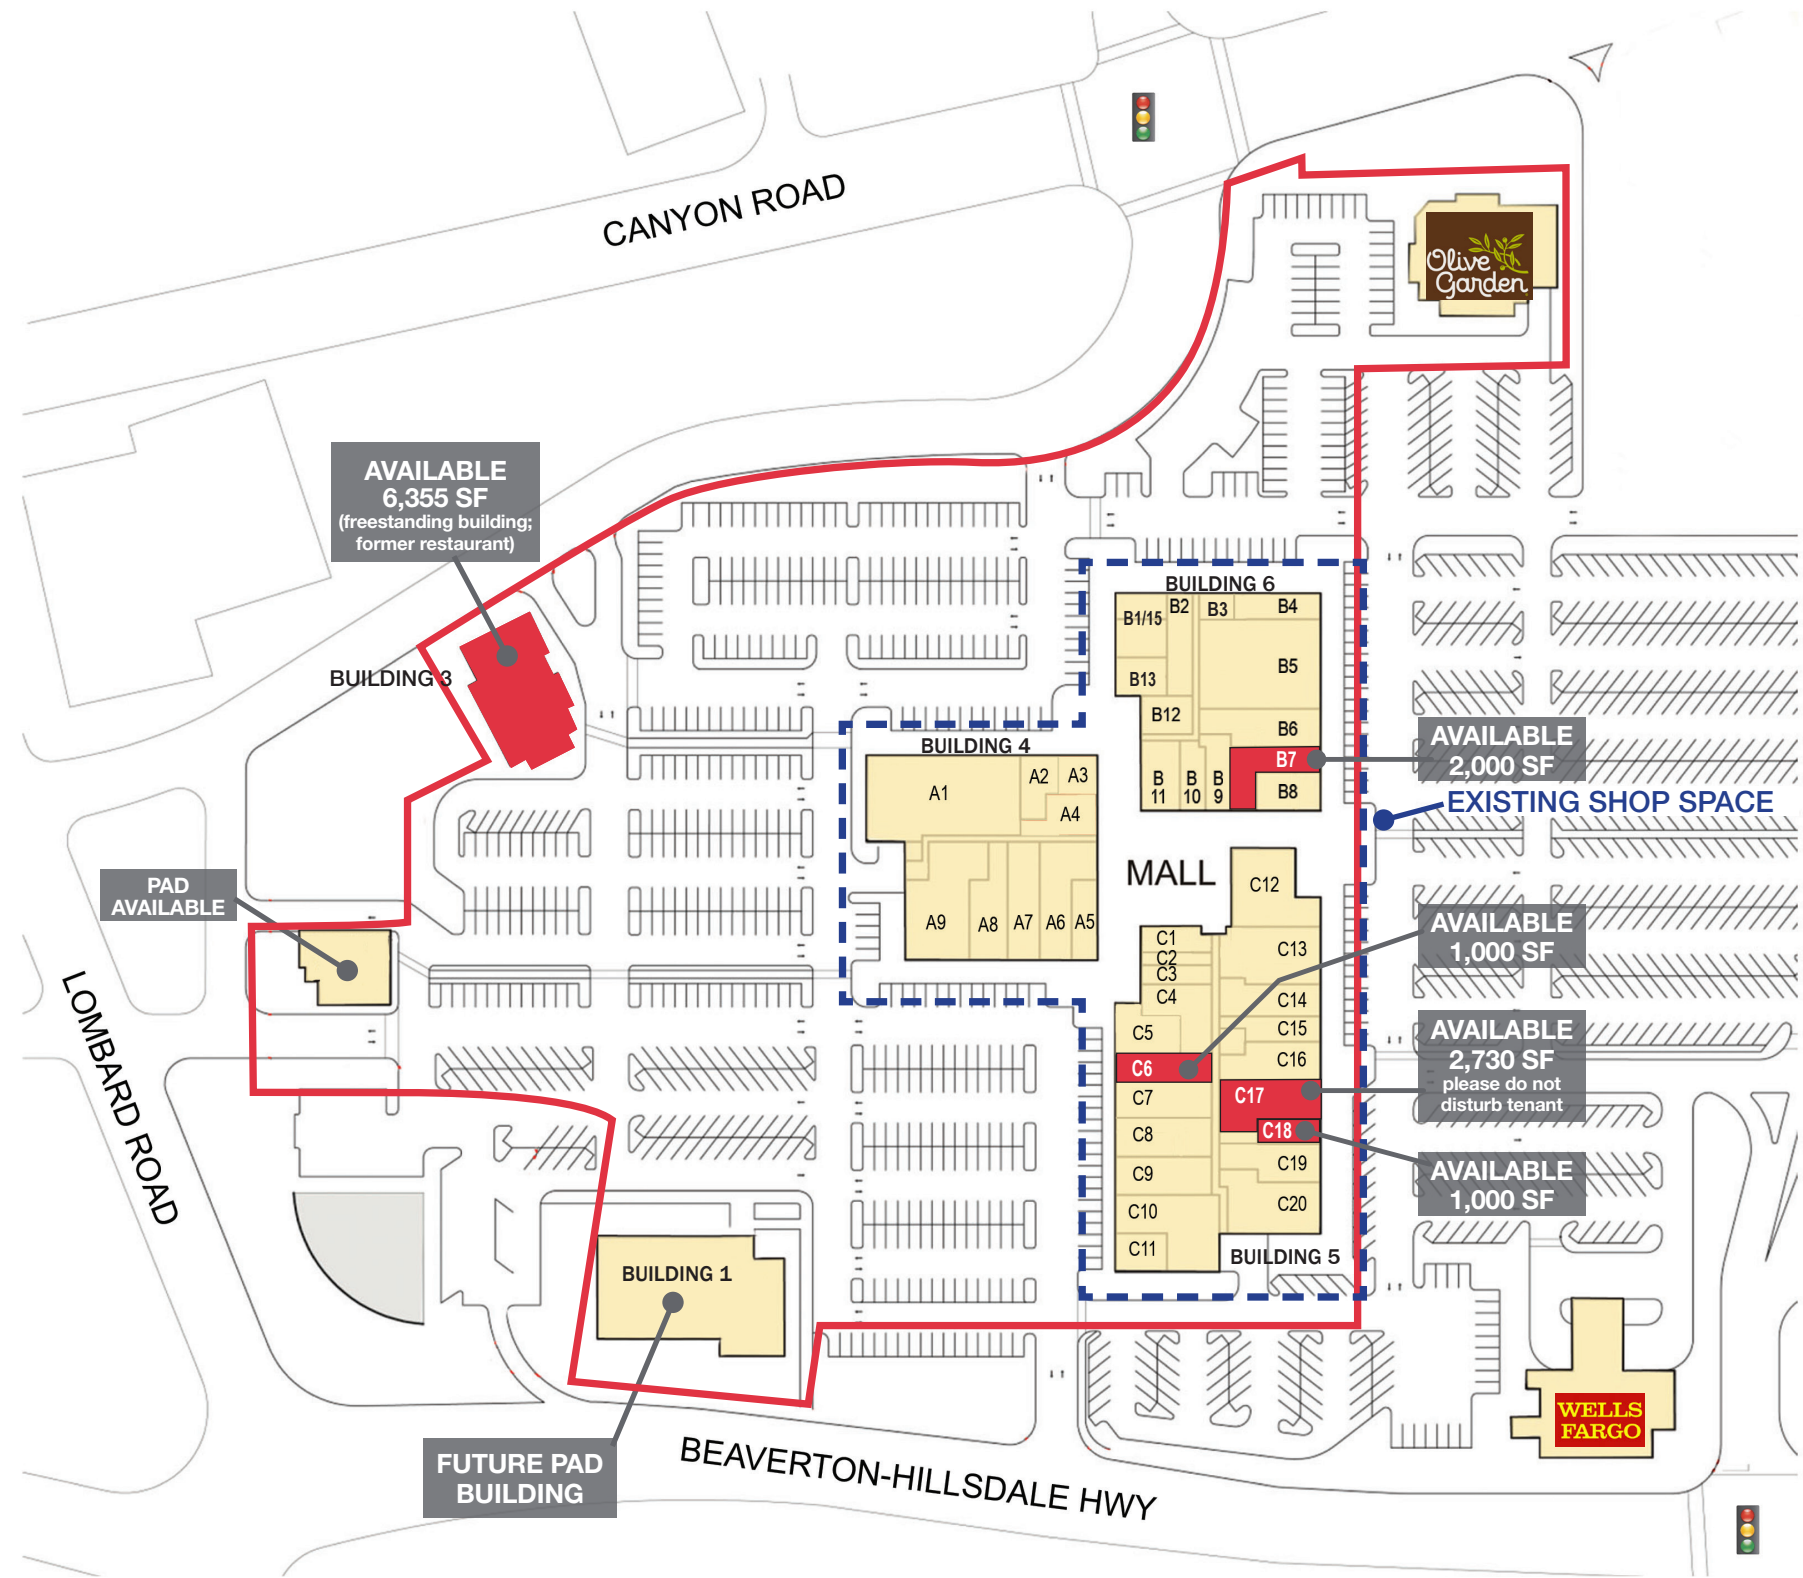 CANYON ROAD
Olive
Garden
AVAILABLE
6,355 SF
(freestanding building;
former restaurant)
BUILDING 3
BUILDING 6
B1/15
B2
B3
B4
B5
B13
B12
B6
B7
B
11
B
10
B
9
B8
AVAILABLE
2,000 SF
EXISTING SHOP SPACE
BUILDING 4
A1
A2
A3
A4
A9
A8
A7
A6
A5
MALL
PAD
AVAILABLE
C12
C1
C2
C3
C4
C5
C6
C7
C8
C9
C10
C11
C13
C14
C15
C16
C17
C18
C19
C20
BUILDING 5
AVAILABLE
1,000 SF
AVAILABLE
2,730 SF
please do not
disturb tenant
AVAILABLE
1,000 SF
LOMBARD ROAD
BUILDING 1
FUTURE PAD
BUILDING
BEAVERTON-HILLSDALE HWY
WELLS
FARGO